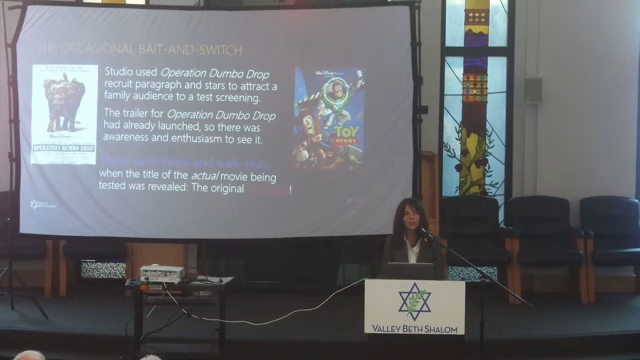 THE OCCASIONAL BAIT-AND-SWITCH
Studio used Operation Dumbo Drop
recruit paragraph and stars to attract a
family audience to a test screening.
The trailer for Operation Dumbo Drop
had already launched, so there was
awareness and enthusiasm to see it.
when the title of the actual movie being
tested was revealed: The original
OPERATION DUMBO DROP
TOY
STORY
VALLEY BETH SHALOM